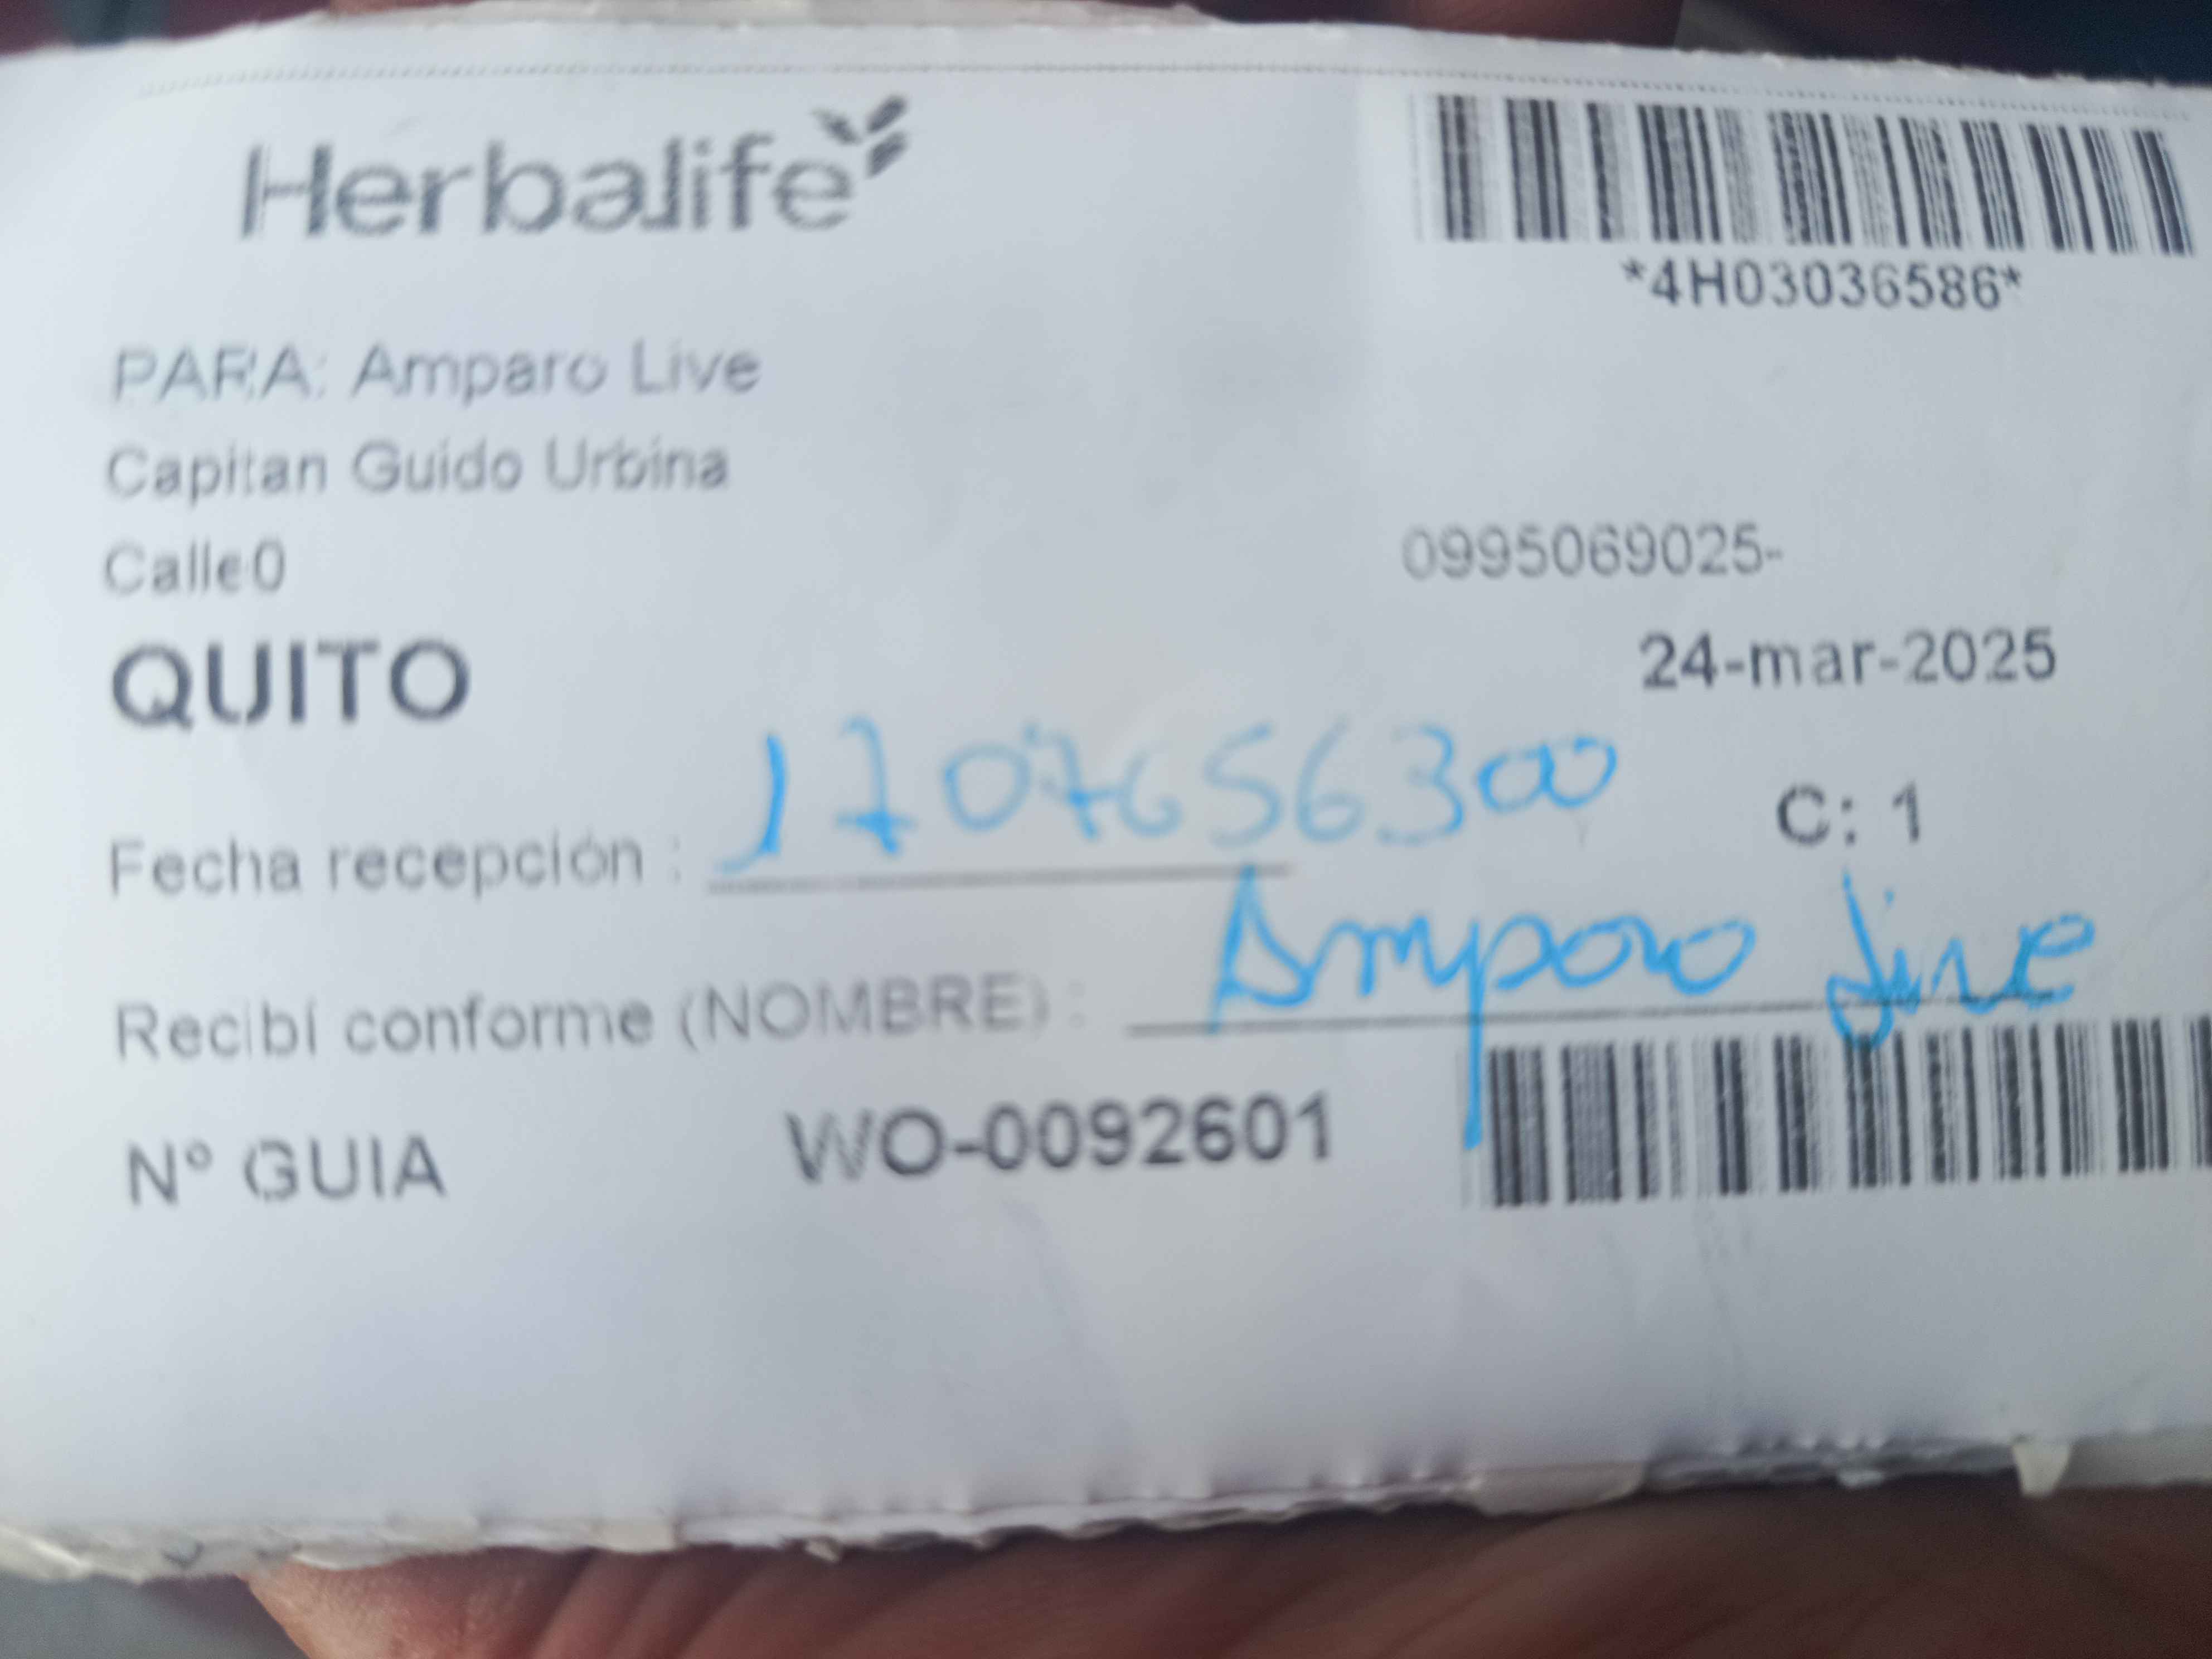 Herbalife
*4H03036586*
PARA: Amparo Live
Capitan Guido Urbina
Calle0
0995069025-
QUITO
24-mar-2025
C: 1
Fecha recepción : 1707656300
Recibí conforme (NOMBRE) : Amparo Live
Nº GUIA WO-0092601